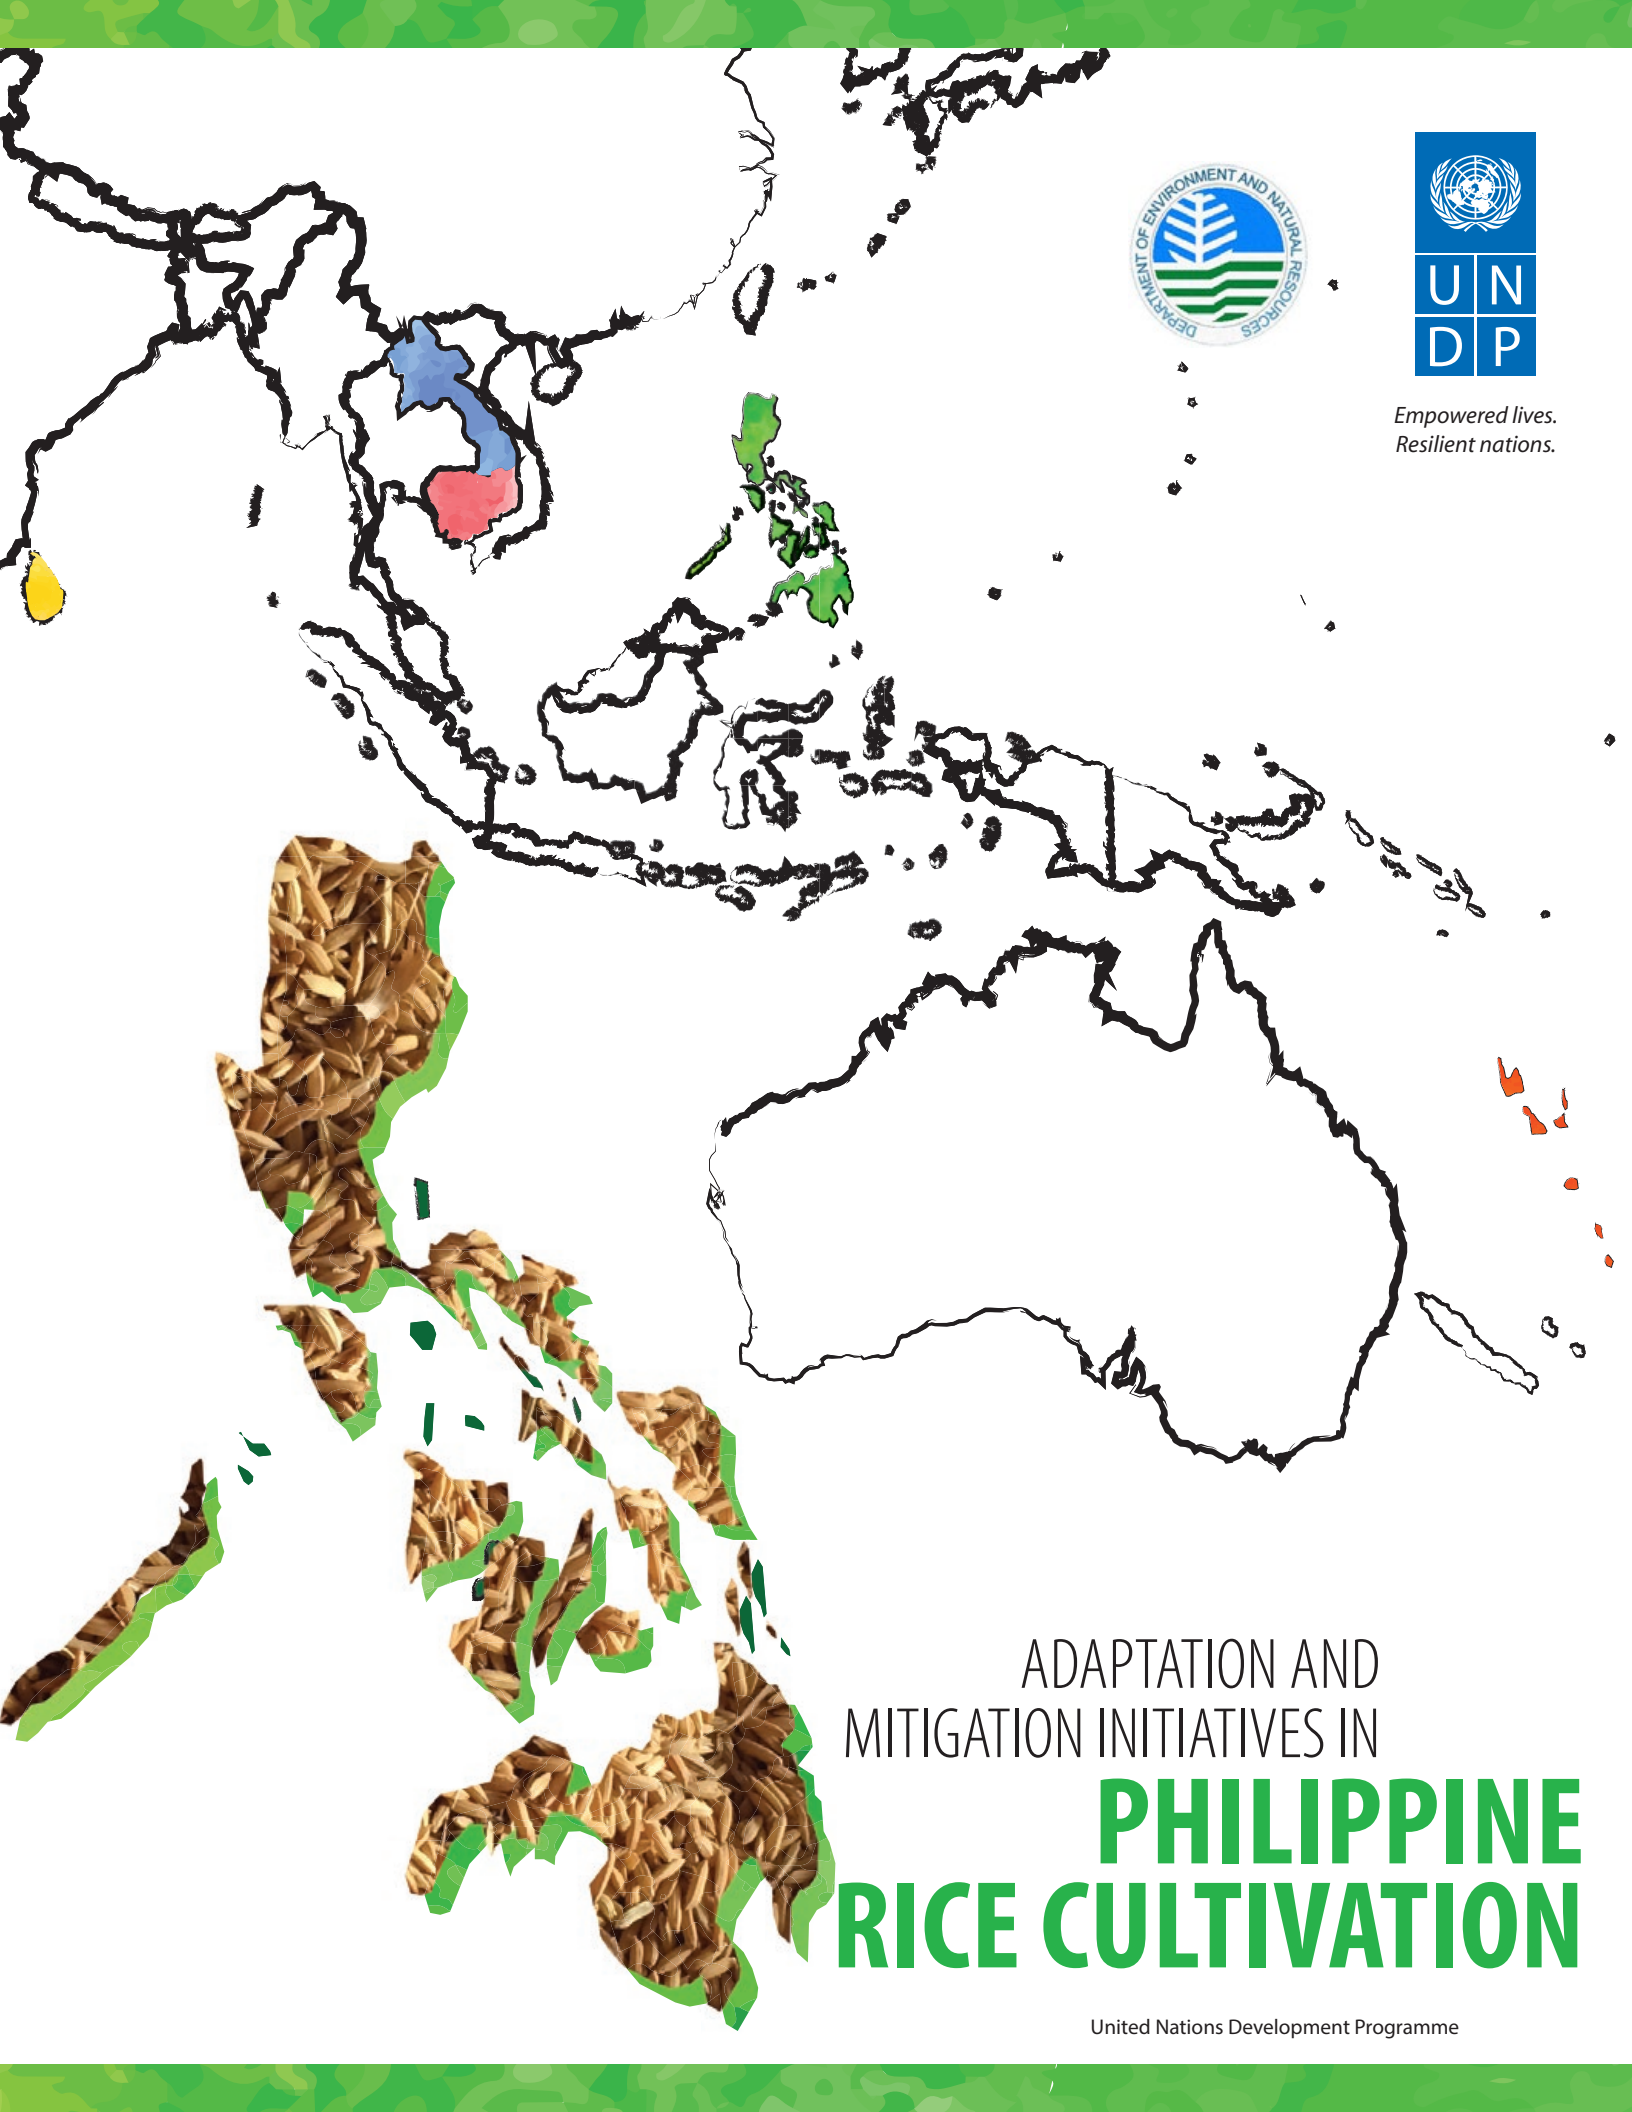 DEPARTMENT OF ENVIRONMENT AND NATURAL RESOURCES
U N
D P
Empowered lives.
Resilient nations.
ADAPTATION AND
MITIGATION INITIATIVES IN
PHILIPPINE
RICE CULTIVATION
United Nations Development Programme